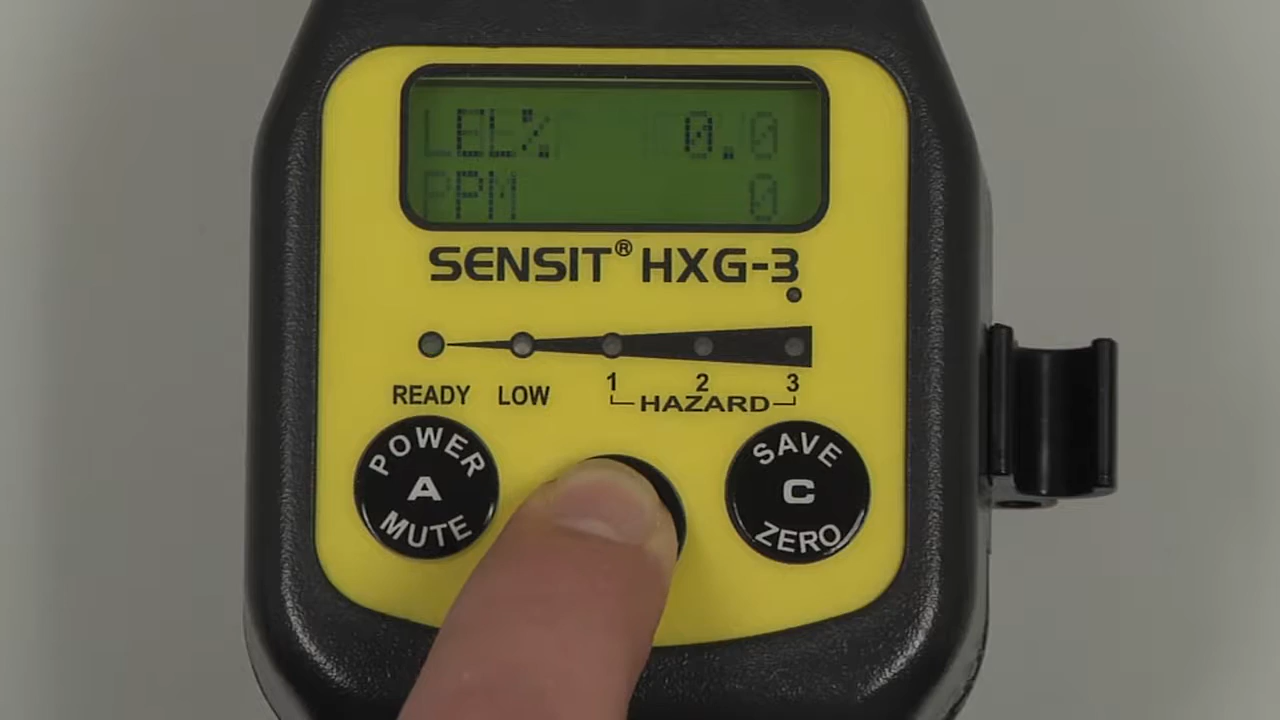 LEL% 0.0
PPM 0
SENSIT® HXG-3
READY LOW 1 2 3
HAZARD
POWER A MUTE
SAVE C ZERO